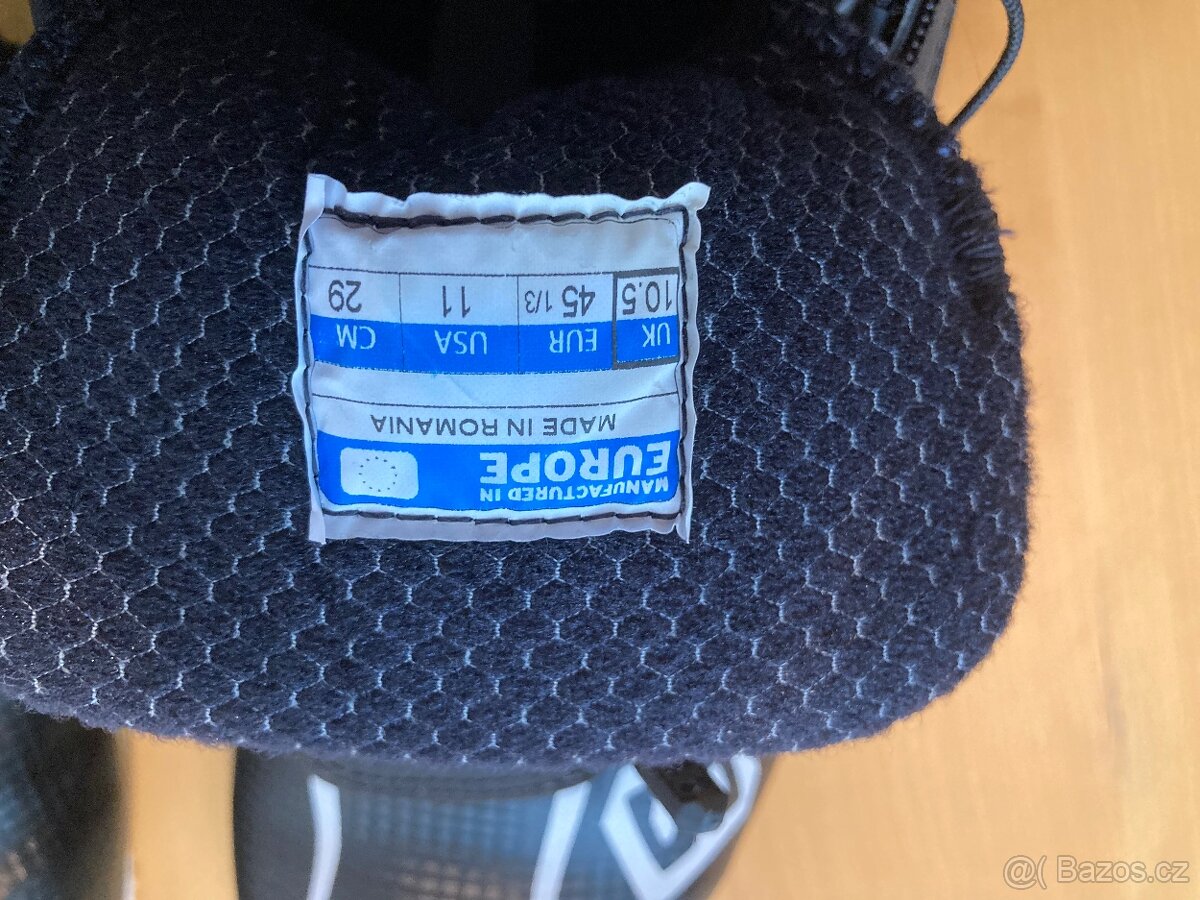 MANUFACTURED IN
EUROPE
MADE IN ROMANIA
UK EUR USA CM
10.5 45 1/3 11 29
@( Bazos.cz